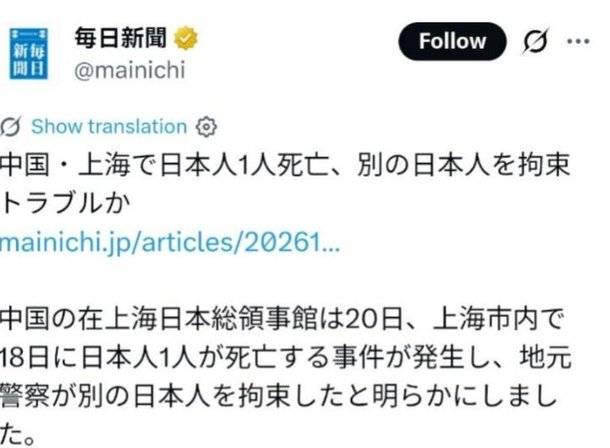 毎日新聞
@mainichi
Follow
Show translation
中国・上海で日本人1人死亡、別の日本人を拘束
トラブルか
mainichi.jp/articles/20261…
中国の在上海日本総領事館は20日、上海市内で
18日に日本人1人が死亡する事件が発生し、地元
警察が別の日本人を拘束したと明らかにしまし
た。